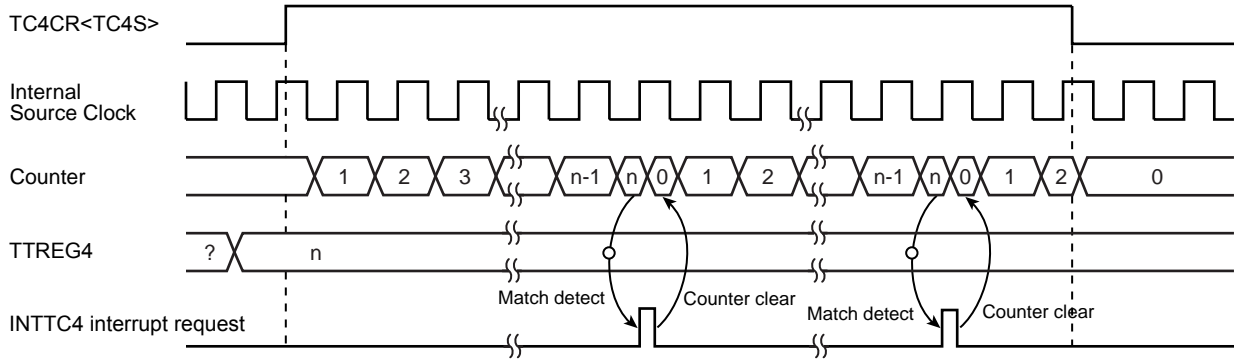 TC4CR<TC4S>
Internal
Source Clock
Counter
1 2 3 n-1 n 0 1 2 n-1 n 0 1 2 0
TTREG4
? n
Match detect Counter clear Match detect Counter clear
INTTC4 interrupt request